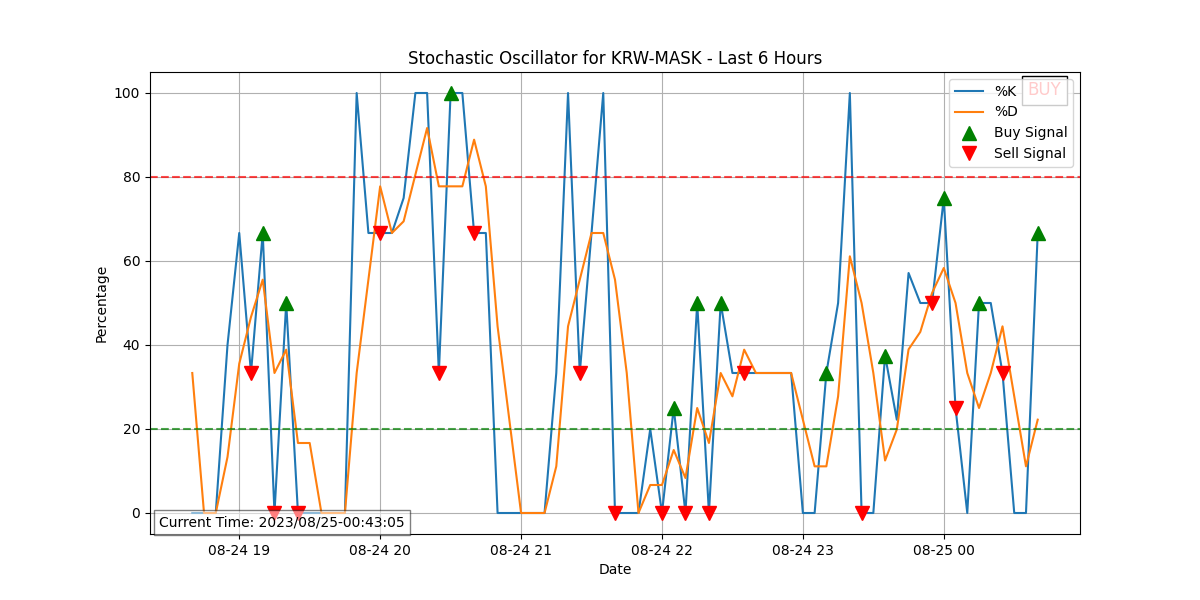 Stochastic Oscillator for KRW-MASK - Last 6 Hours
BUY
%K
%D
Buy Signal
Sell Signal
Percentage
100
80
60
40
20
0
Current Time: 2023/08/25-00:43:05
08-24 19
08-24 20
08-24 21
08-24 22
08-24 23
08-25 00
Date